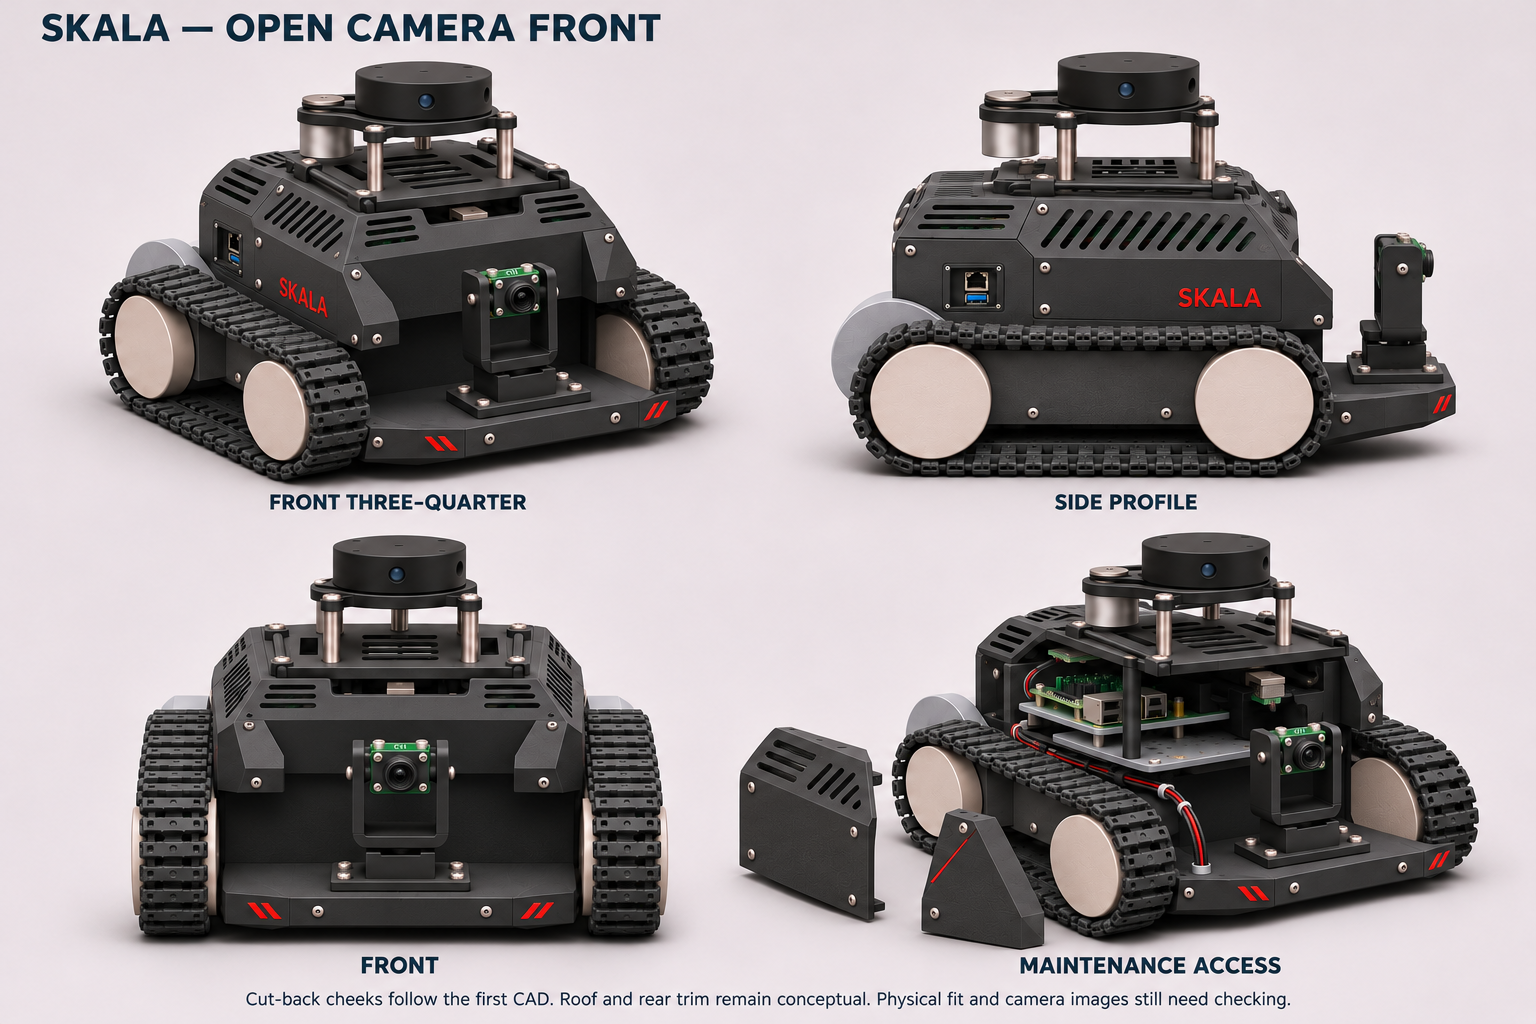 SKALA — OPEN CAMERA FRONT
SKALA
SKALA
FRONT THREE-QUARTER
SIDE PROFILE
FRONT
MAINTENANCE ACCESS
Cut-back cheeks follow the first CAD. Roof and rear trim remain conceptual. Physical fit and camera images still need checking.